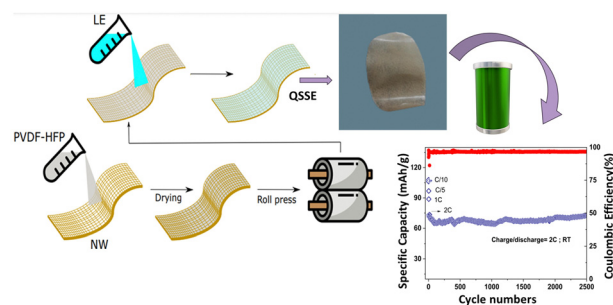 LE
QSSE
PVDF-HFP
Drying
Roll press
NW
Specific Capacity (mAh/g)
150
120
90
60
30
C/10
C/5
1C
2C
Charge/discharge= 2C ; RT
100
75
50
25
0
Coulombic Efficiency(%)
0 500 1000 1500 2000 2500
Cycle numbers